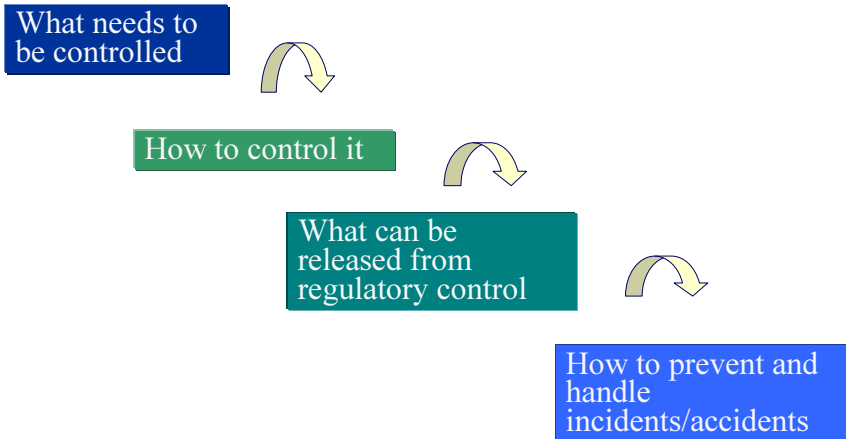 What needs to
be controlled
How to control it
What can be
released from
regulatory control
How to prevent and
handle
incidents/accidents